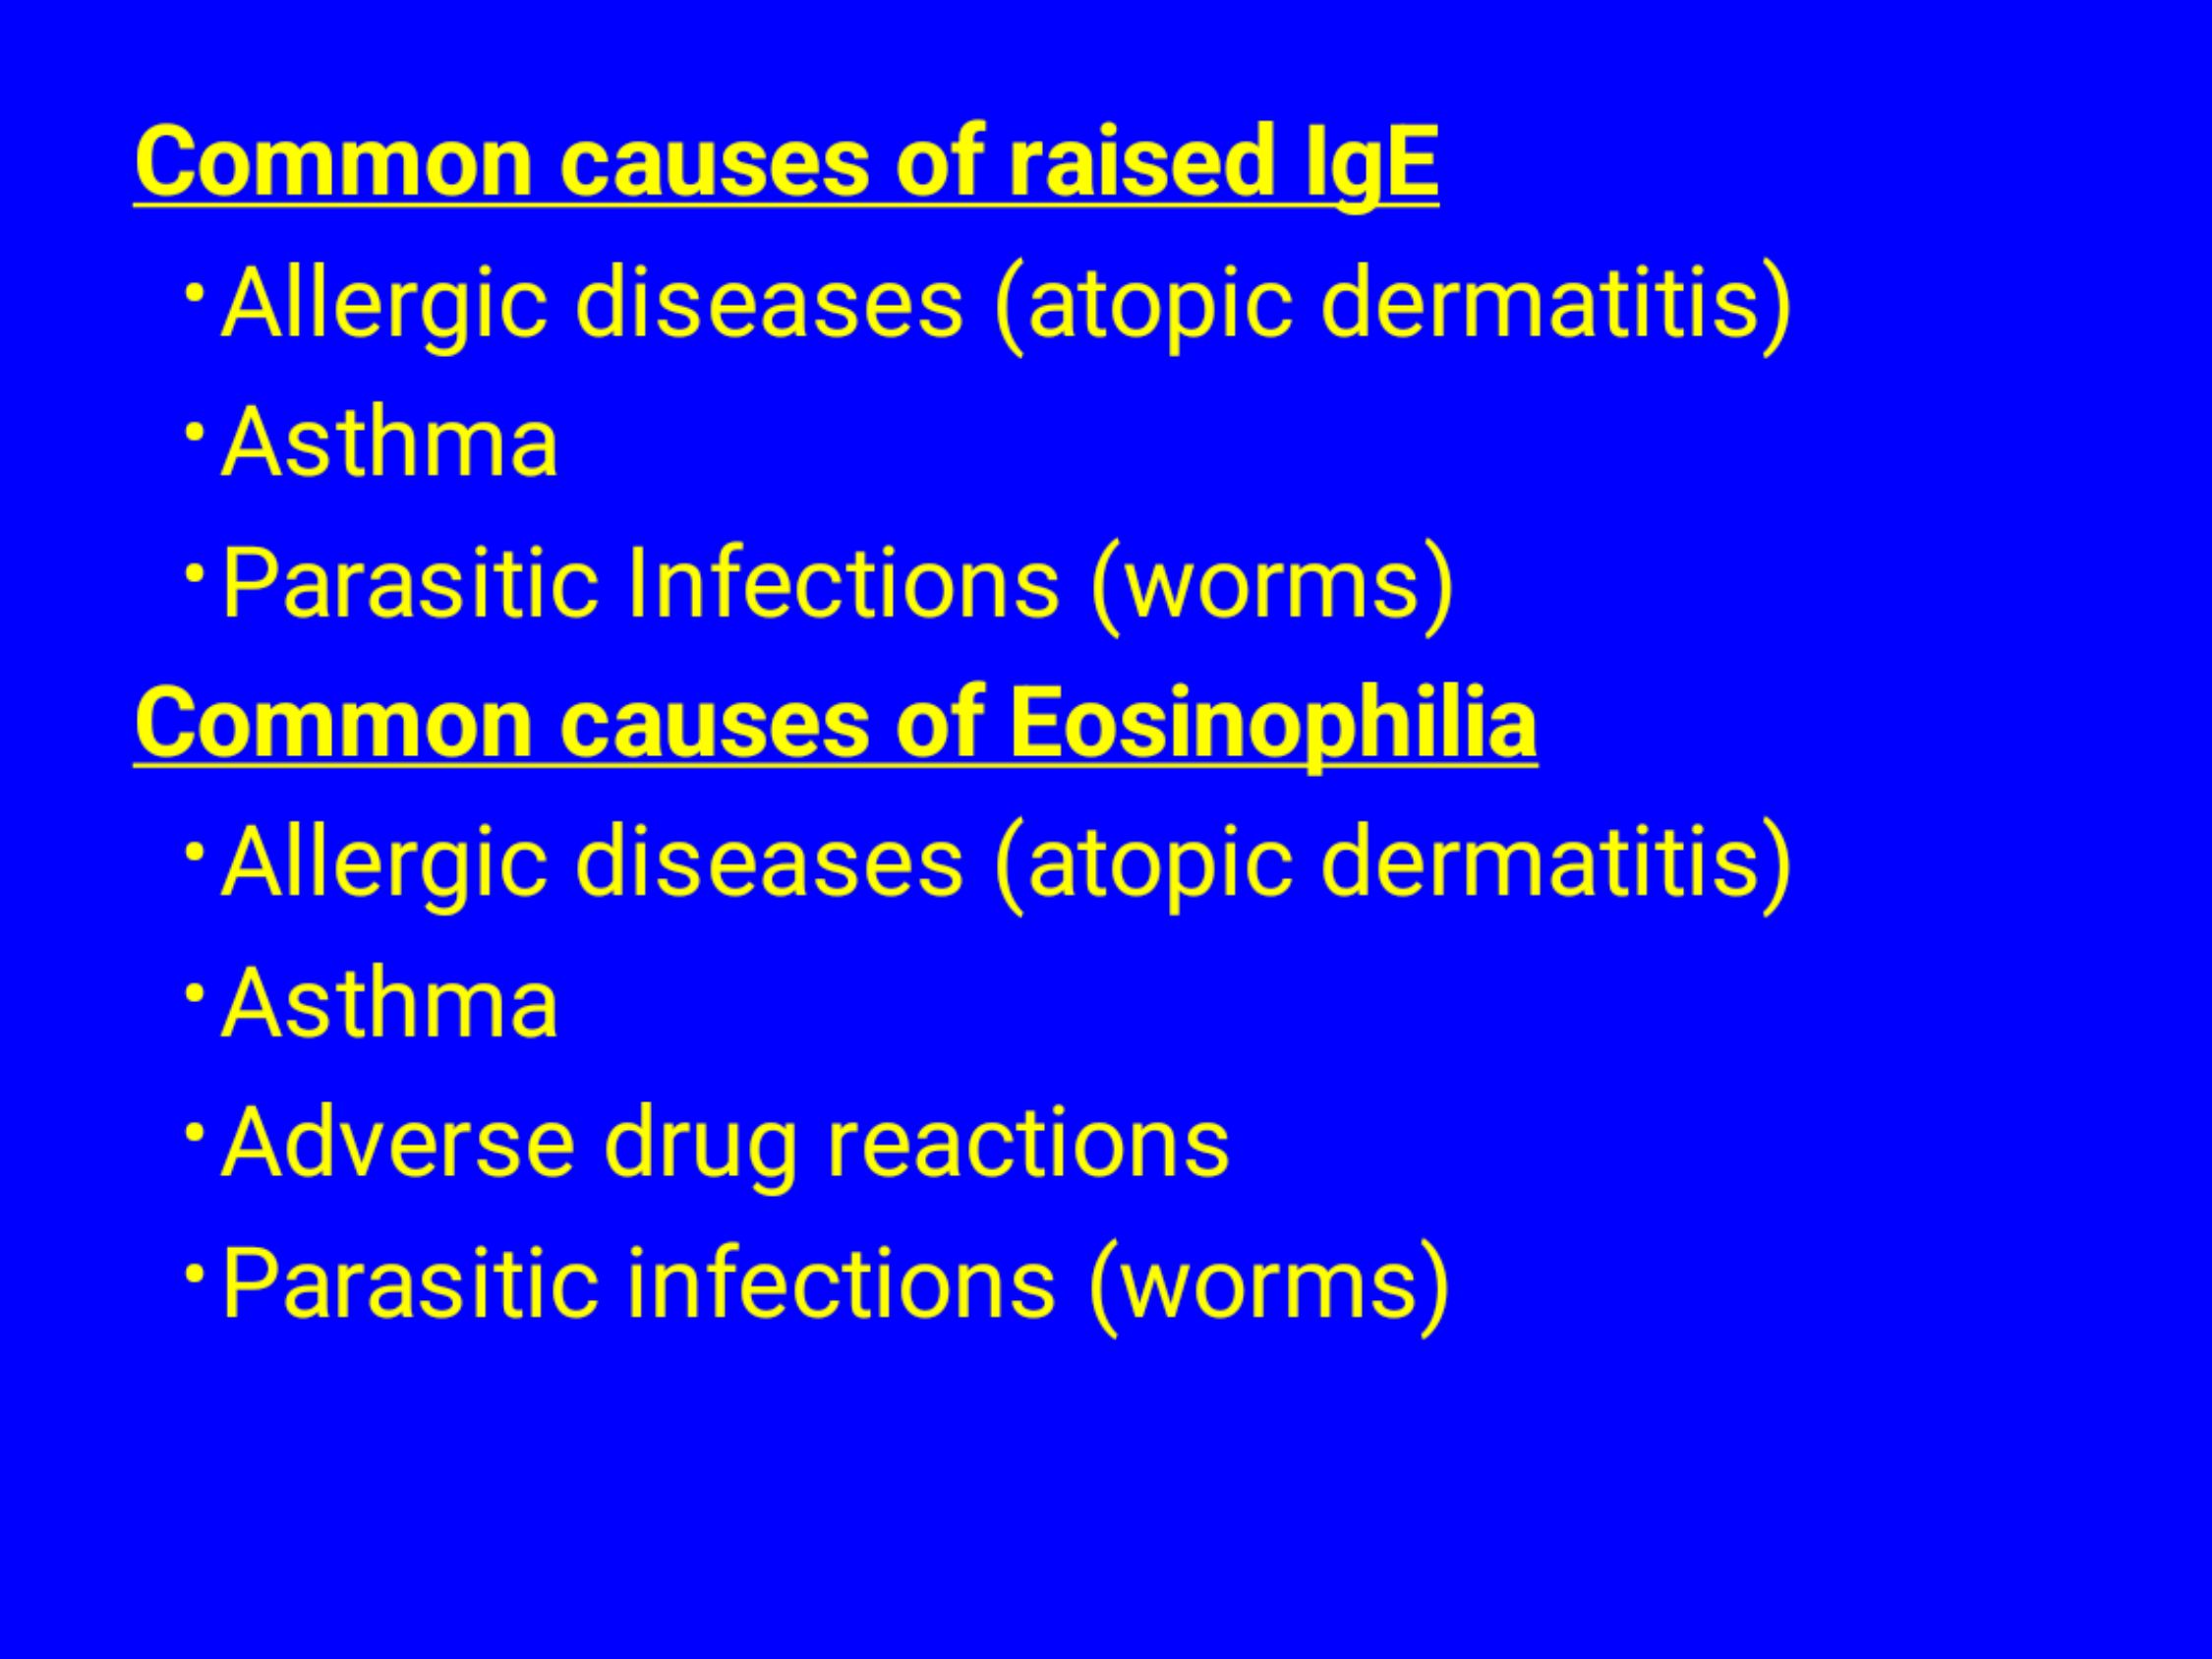 Common causes of raised IgE
•Allergic diseases (atopic dermatitis)
•Asthma
•Parasitic Infections (worms)
Common causes of Eosinophilia
•Allergic diseases (atopic dermatitis)
•Asthma
•Adverse drug reactions
•Parasitic infections (worms)